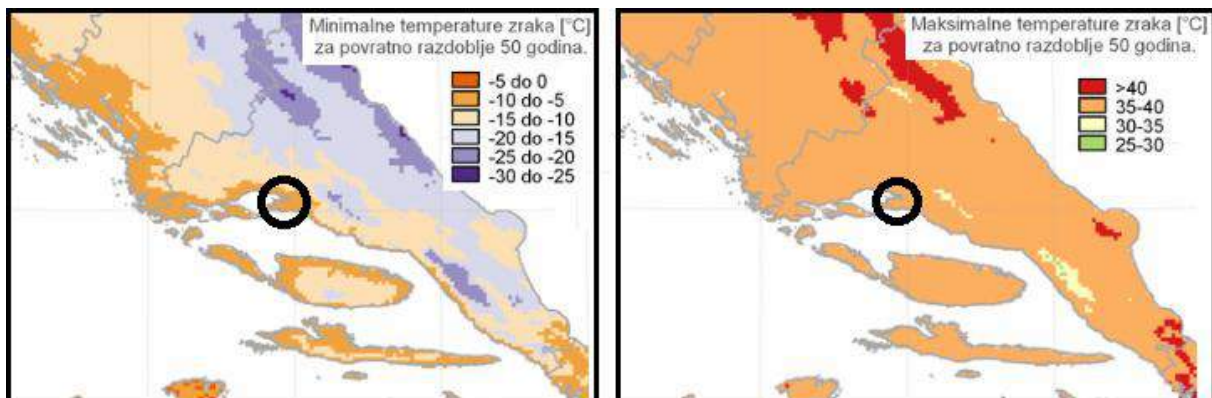 Minimalne temperature zraka [°C]
za povratno razdoblje 50 godina.
-5 do 0
-10 do -5
-15 do -10
-20 do -15
-25 do -20
-30 do -25
Maksimalne temperature zraka [°C]
za povratno razdoblje 50 godina.
>40
35-40
30-35
25-30